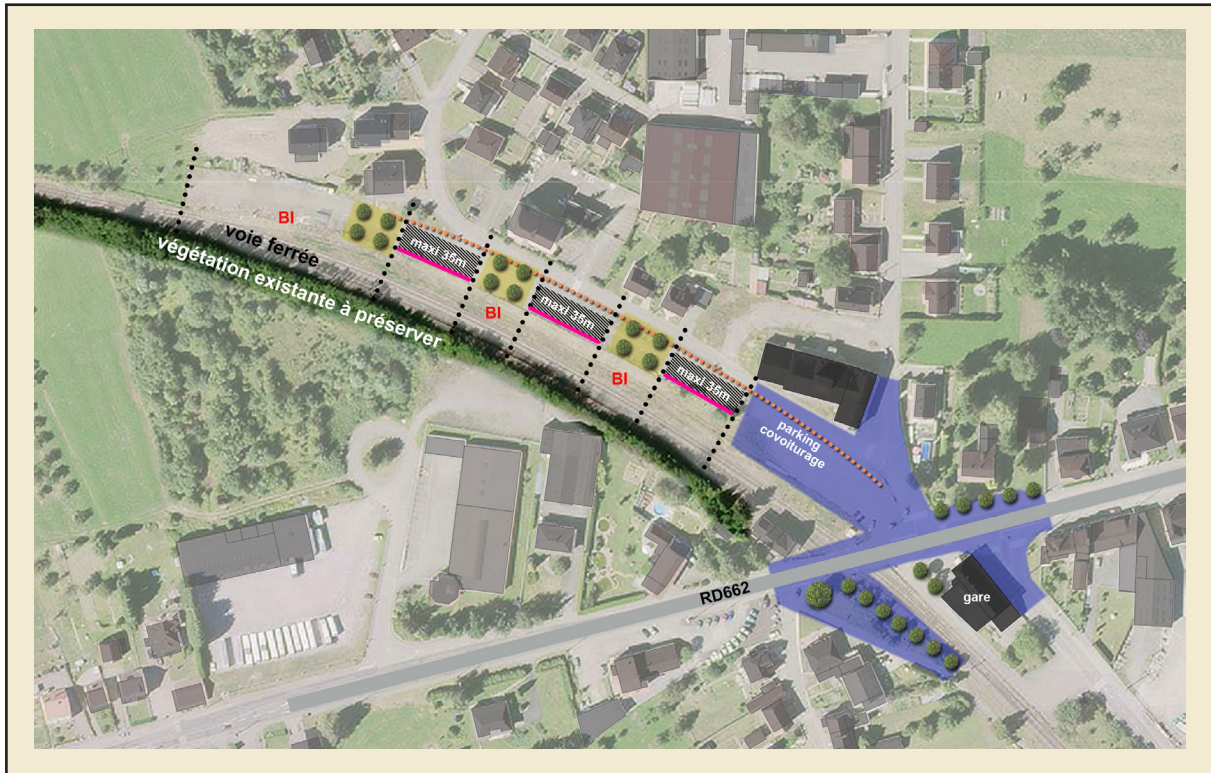 BI
voie ferrée
végétation existante à préserver
maxi 35m
BI
maxi 35m
BI
maxi 35m
parking
covoiturage
RD662
gare